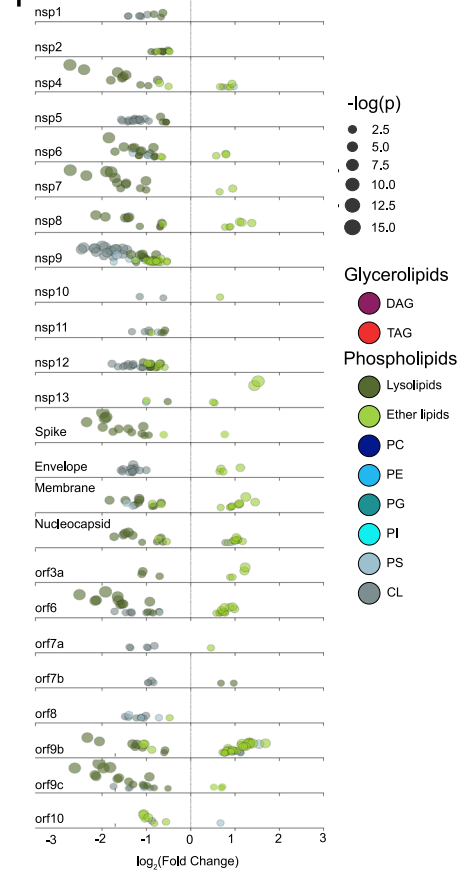 nsp1
nsp2
nsp4
nsp5
nsp6
nsp7
nsp8
nsp9
nsp10
nsp11
nsp12
nsp13
Spike
Envelope
Membrane
Nucleocapsid
orf3a
orf6
orf7a
orf7b
orf8
orf9b
orf9c
orf10
-3 -2 -1 0 1 2 3
log2(Fold Change)
-log(p)
2.5
5.0
7.5
10.0
12.5
15.0
Glycerolipids
DAG
TAG
Phospholipids
Lysolipids
Ether lipids
PC
PE
PG
PI
PS
CL